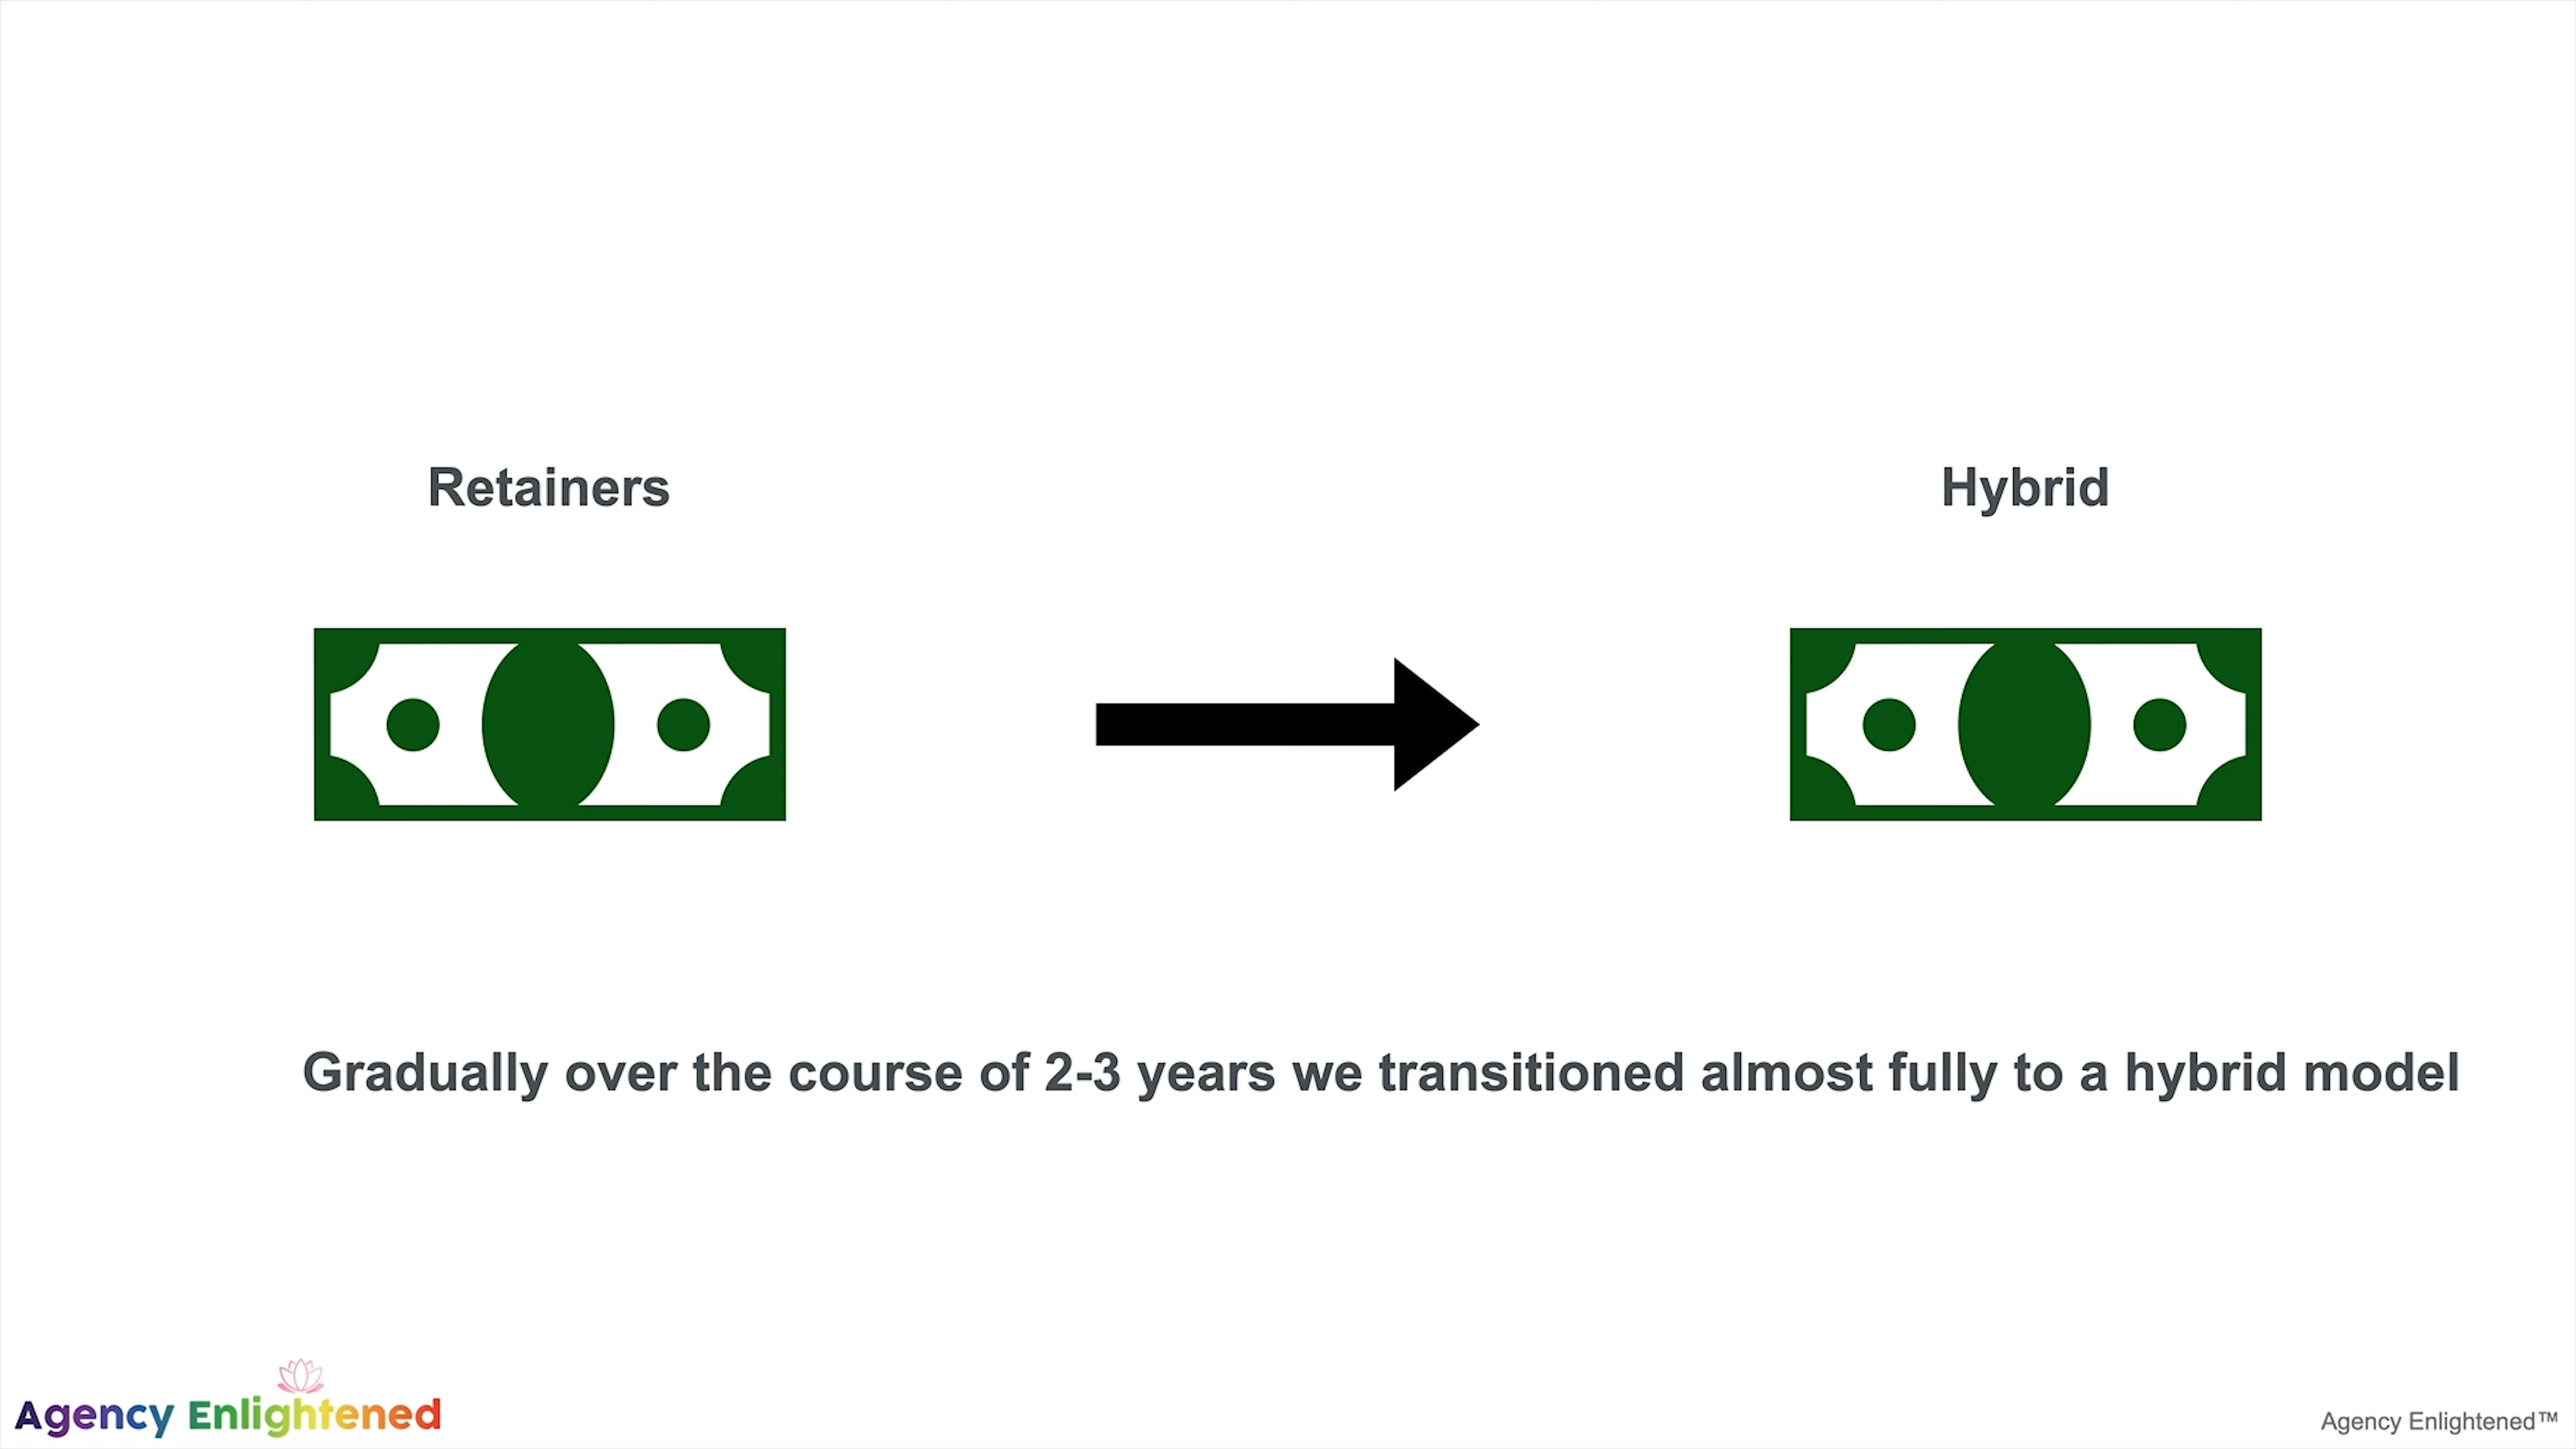 Retainers
Hybrid
Gradually over the course of 2-3 years we transitioned almost fully to a hybrid model
Agency Enlightened
Agency Enlightened™